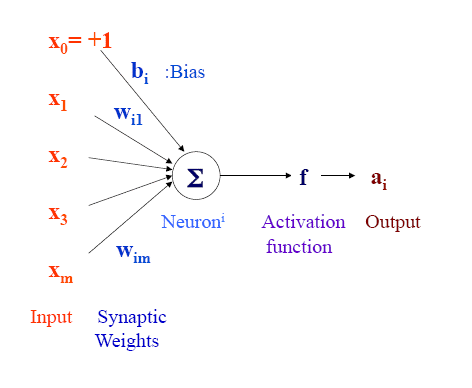 x0= +1
bi :Bias
x1
wi1
x2
Σ
f
ai
x3
Neuroni
Activation
function
Output
wim
xm
Input
Synaptic
Weights